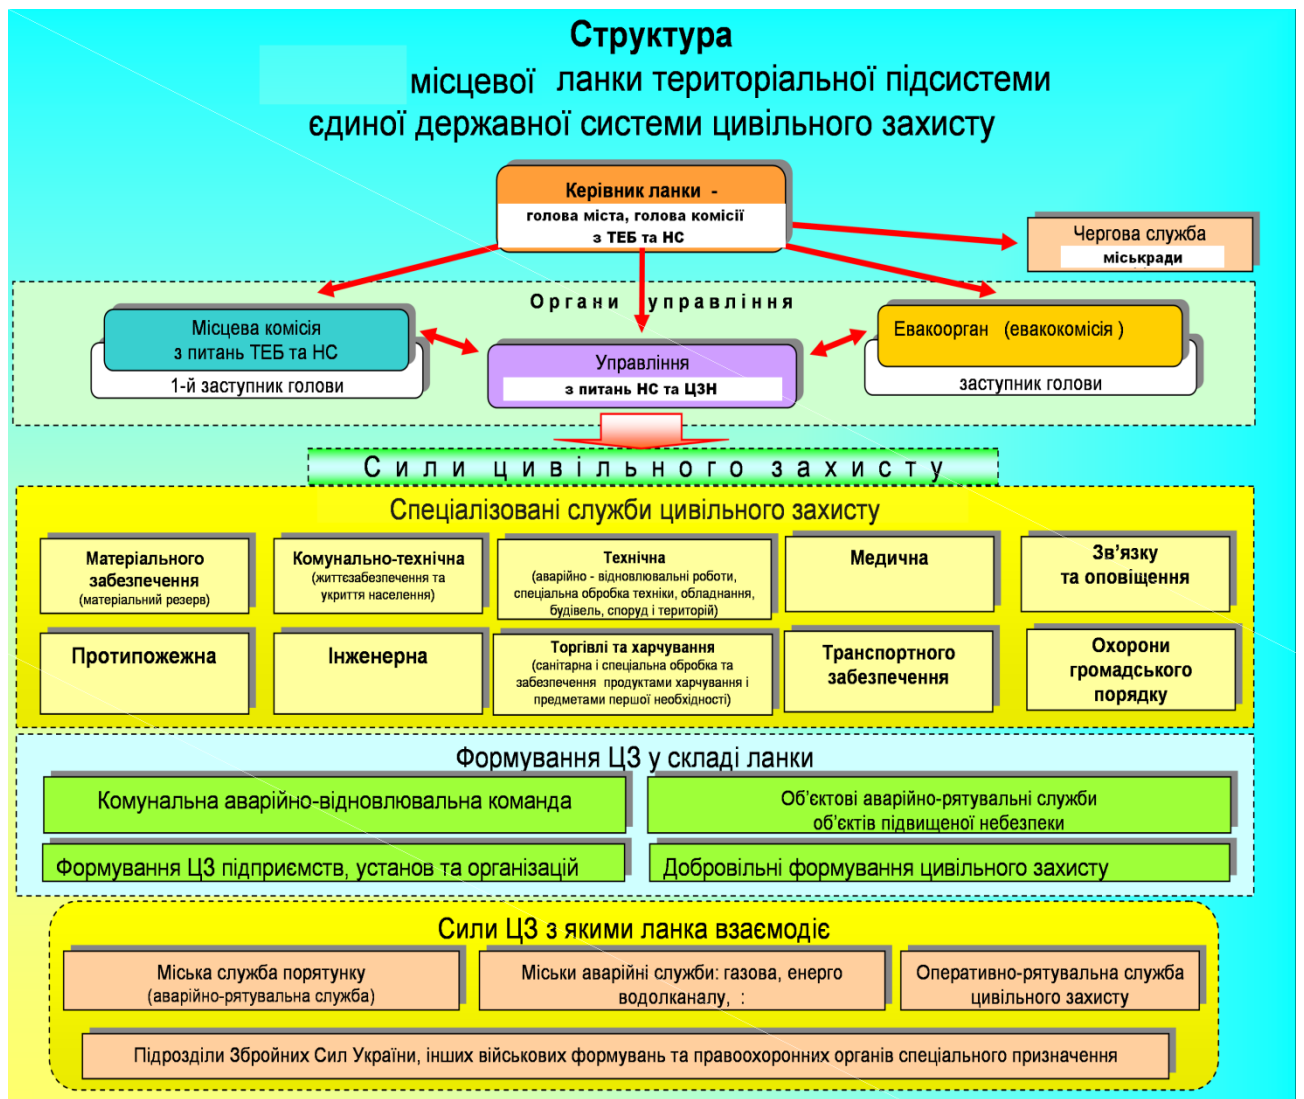 Структура
місцевої ланки територіальної підсистеми
єдиної державної системи цивільного захисту
Керівник ланки -
голова міста, голова комісії
з ТЕБ та НС
Чергова служба
міськради
Органи управління
Місцева комісія
з питань ТЕБ та НС
1-й заступник голови
Управління
з питань НС та ЦЗН
Евакоорган (евакокомісія )
заступник голови
Сили цивільного захисту
Спеціалізовані служби цивільного захисту
Матеріального
забезпечення
(матеріальний резерв)
Комунально-технічна
(життєзабезпечення та
укриття населення)
Технічна
(аварійно - відновлювальні роботи,
спеціальна обробка техніки, обладнання,
будівель, споруд і територій)
Медична
Зв’язку
та оповіщення
Протипожежна
Інженерна
Торгівлі та харчування
(санітарна і спеціальна обробка та
забезпечення продуктами харчування і
предметами першої необхідності)
Транспортного
забезпечення
Охорони
громадського
порядку
Формування ЦЗ у складі ланки
Комунальна аварійно-відновлювальна команда
Об’єктові аварійно-рятувальні служби
об’єктів підвищеної небезпеки
Формування ЦЗ підприємств, установ та організацій
Добровільні формування цивільного захисту
Сили ЦЗ з якими ланка взаємодіє
Міська служба порятунку
(аварійно-рятувальна служба)
Міськи аварійні служби: газова, енерго
водолканалу, :
Оперативно-рятувальна служба
цивільного захисту
Підрозділи Збройних Сил України, інших військових формувань та правоохоронних органів спеціального призначення